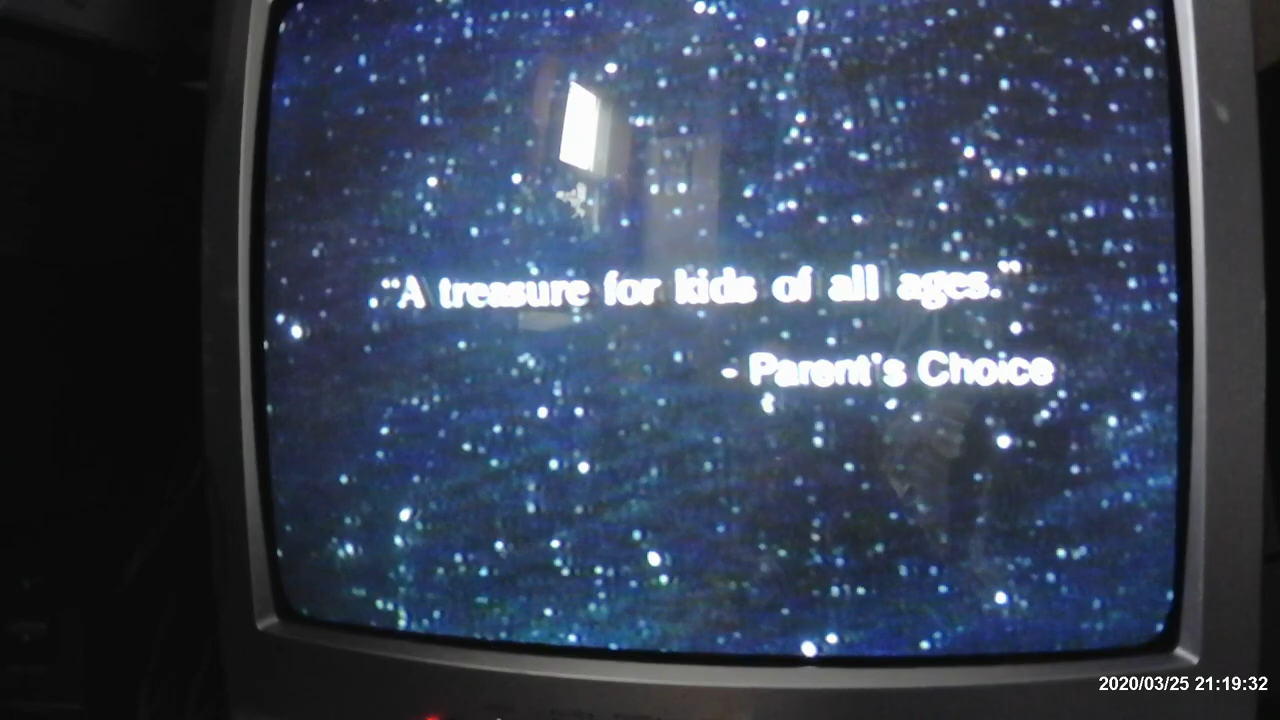 "A treasure for kids of all ages."
- Parent's Choice
2020/03/25 21:19:32